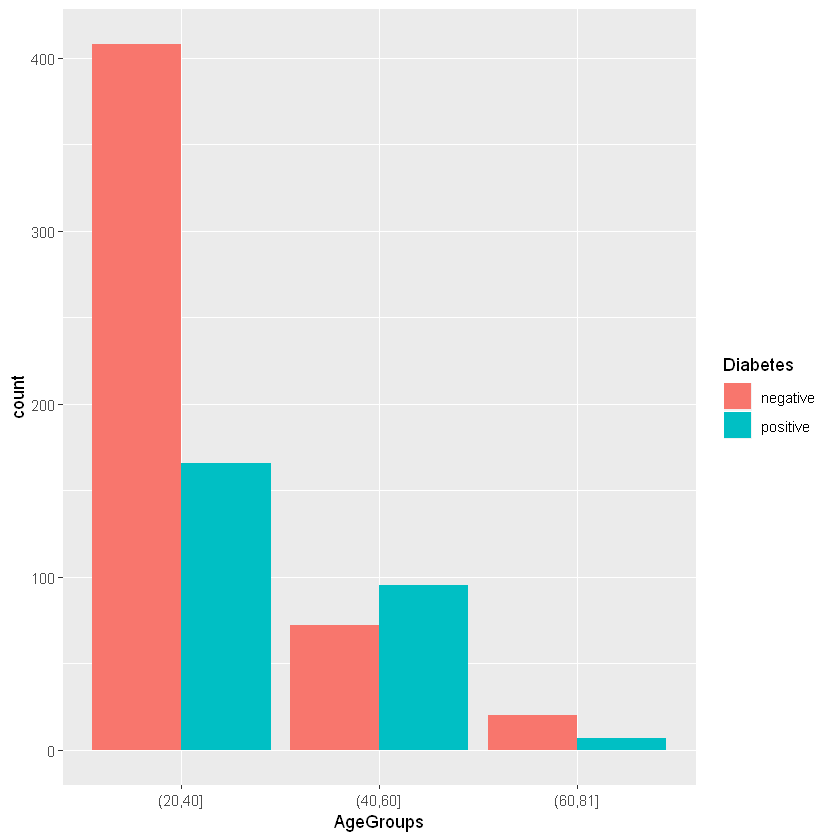 400
300
200
100
0
count
(20,40]
(40,60]
(60,81]
AgeGroups
Diabetes
negative
positive